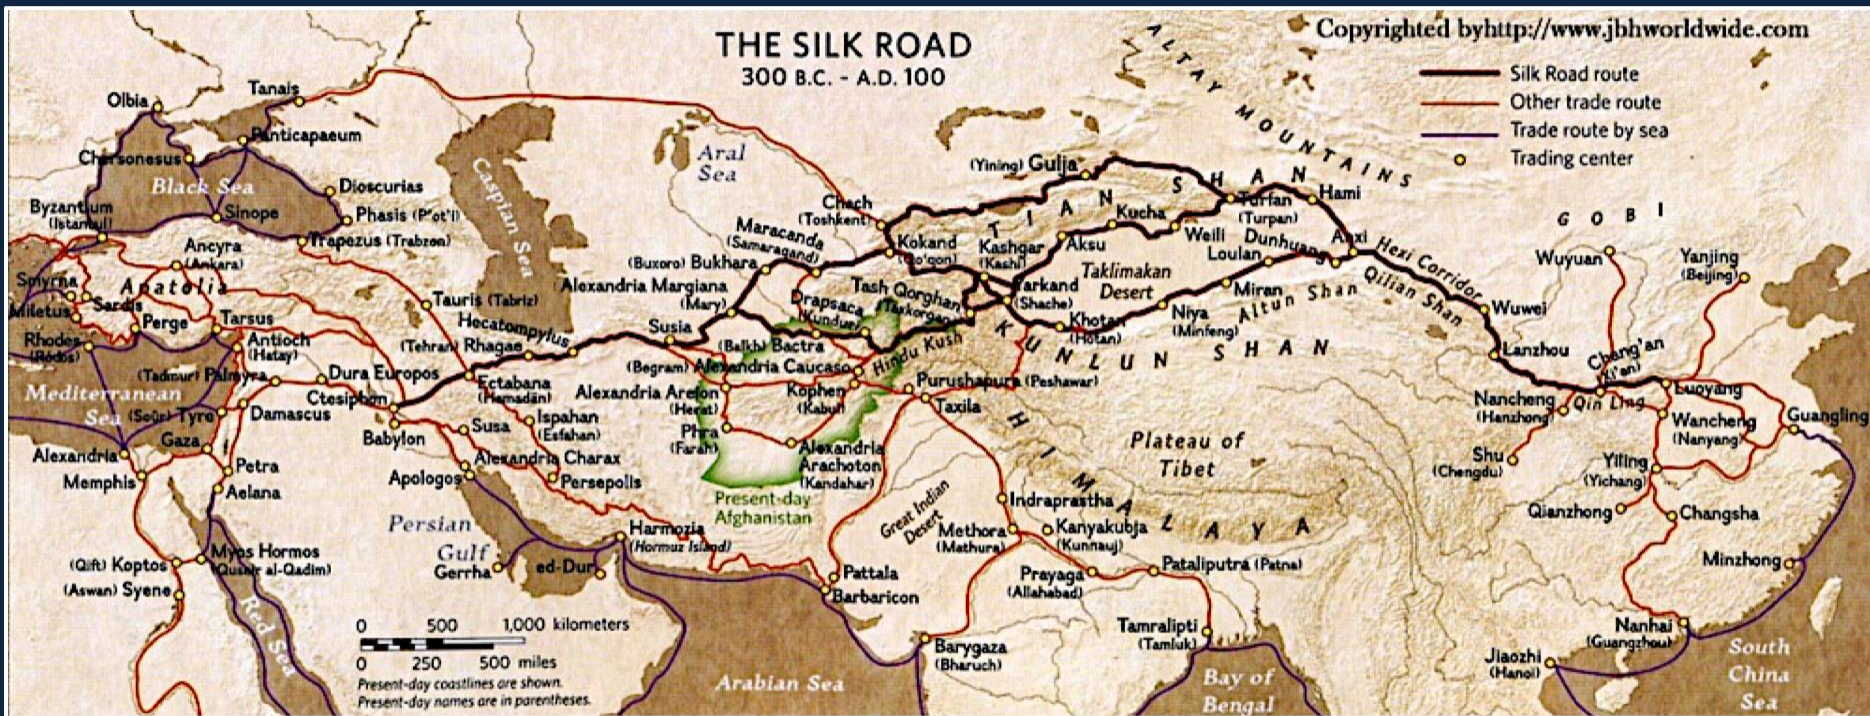 THE SILK ROAD
300 B.C. - A.D. 100
Copyrighted byhttp://www.jbhworldwide.com
Silk Road route
Other trade route
Trade route by sea
Trading center
ALTAY MOUNTAINS
TIAN SHAN
GOBI
Olbia
Tanais
Panticapaeum
Chersonesus
Black Sea
Dioscurias
Phasis (P'ot'i)
Byzantium
(Istanbul)
Sinope
Trapezus (Trabzon)
Caspian Sea
Aral
Sea
Ancyra
(Ankara)
Anatolia
Smyrna
Sardis
Miletus
Perge
Tarsus
Rhodes
(Ródos)
Antioch
(Hatay)
Tauris (Tabriz)
Hecatompylus
(Tehran) Rhagae
Susia
(Tadmur) Palmyra
Dura Europos
Ctesiphon
Ectabana
(Hamadān)
Mediterranean
Sea
(Soûr) Tyre
Damascus
Babylon
Susa
Ispahan
(Esfahan)
Gaza
Alexandria
Memphis
Petra
Aelana
Alexandria Charax
Apologos
Persepolis
Persian
Gulf
Gerrha
ed-Dur
Harmozia
(Hormuz Island)
(Qift) Koptos
(Aswan) Syene
Myos Hormos
(Quseir al-Qadim)
Red Sea
0 500 1,000 kilometers
0 250 500 miles
Present-day coastlines are shown.
Present-day names are in parentheses.
Arabian Sea
Chach
(Toshkent)
Maracanda
(Samarqand)
(Buxoro) Bukhara
Alexandria Margiana
(Mary)
Kokand
(Qo'qon)
Kashgar
(Kashi)
Drapsaca
(Kunduz)
Tash Qorghan
(Taxkorgan)
Yarkand
(Shache)
(Balkh) Bactra
(Begram) Alexandria Caucaso
Hindu Kush
Alexandria Areion
(Herat)
Kophen
(Kabul)
Purushapura (Peshawar)
Taxila
Phra
(Farah)
Alexandria
Arachoton
(Kandahar)
Present-day
Afghanistan
Great Indian
Desert
Pattala
Barbaricon
Barygaza
(Bharuch)
(Yining) Gulja
Turfan
(Turpan)
Hami
Kucha
Aksu
Weili
Loulan
Dunhuang
Anxi
Hexi Corridor
Taklimakan
Desert
Miran
Niya
(Minfeng)
Altun Shan
Qilian Shan
Khotan
(Hotan)
KUNLUN SHAN
HIMALAYA
Plateau of
Tibet
Indraprastha
Methora
(Mathura)
Kanyakubja
(Kunnauj)
Prayaga
(Allahabad)
Pataliputra (Patna)
Tamralipti
(Tamluk)
Bay of
Bengal
Wuyuan
Yanjing
(Beijing)
Wuwei
Lanzhou
Chang'an
(Xi'an)
Luoyang
Nancheng
(Hanzhong)
Qin Ling
Wancheng
(Nanyang)
Guangling
Shu
(Chengdu)
Yiling
(Yichang)
Qianzhong
Changsha
Minzhong
Nanhai
(Guangzhou)
Jiaozhi
(Hanoi)
South
China
Sea